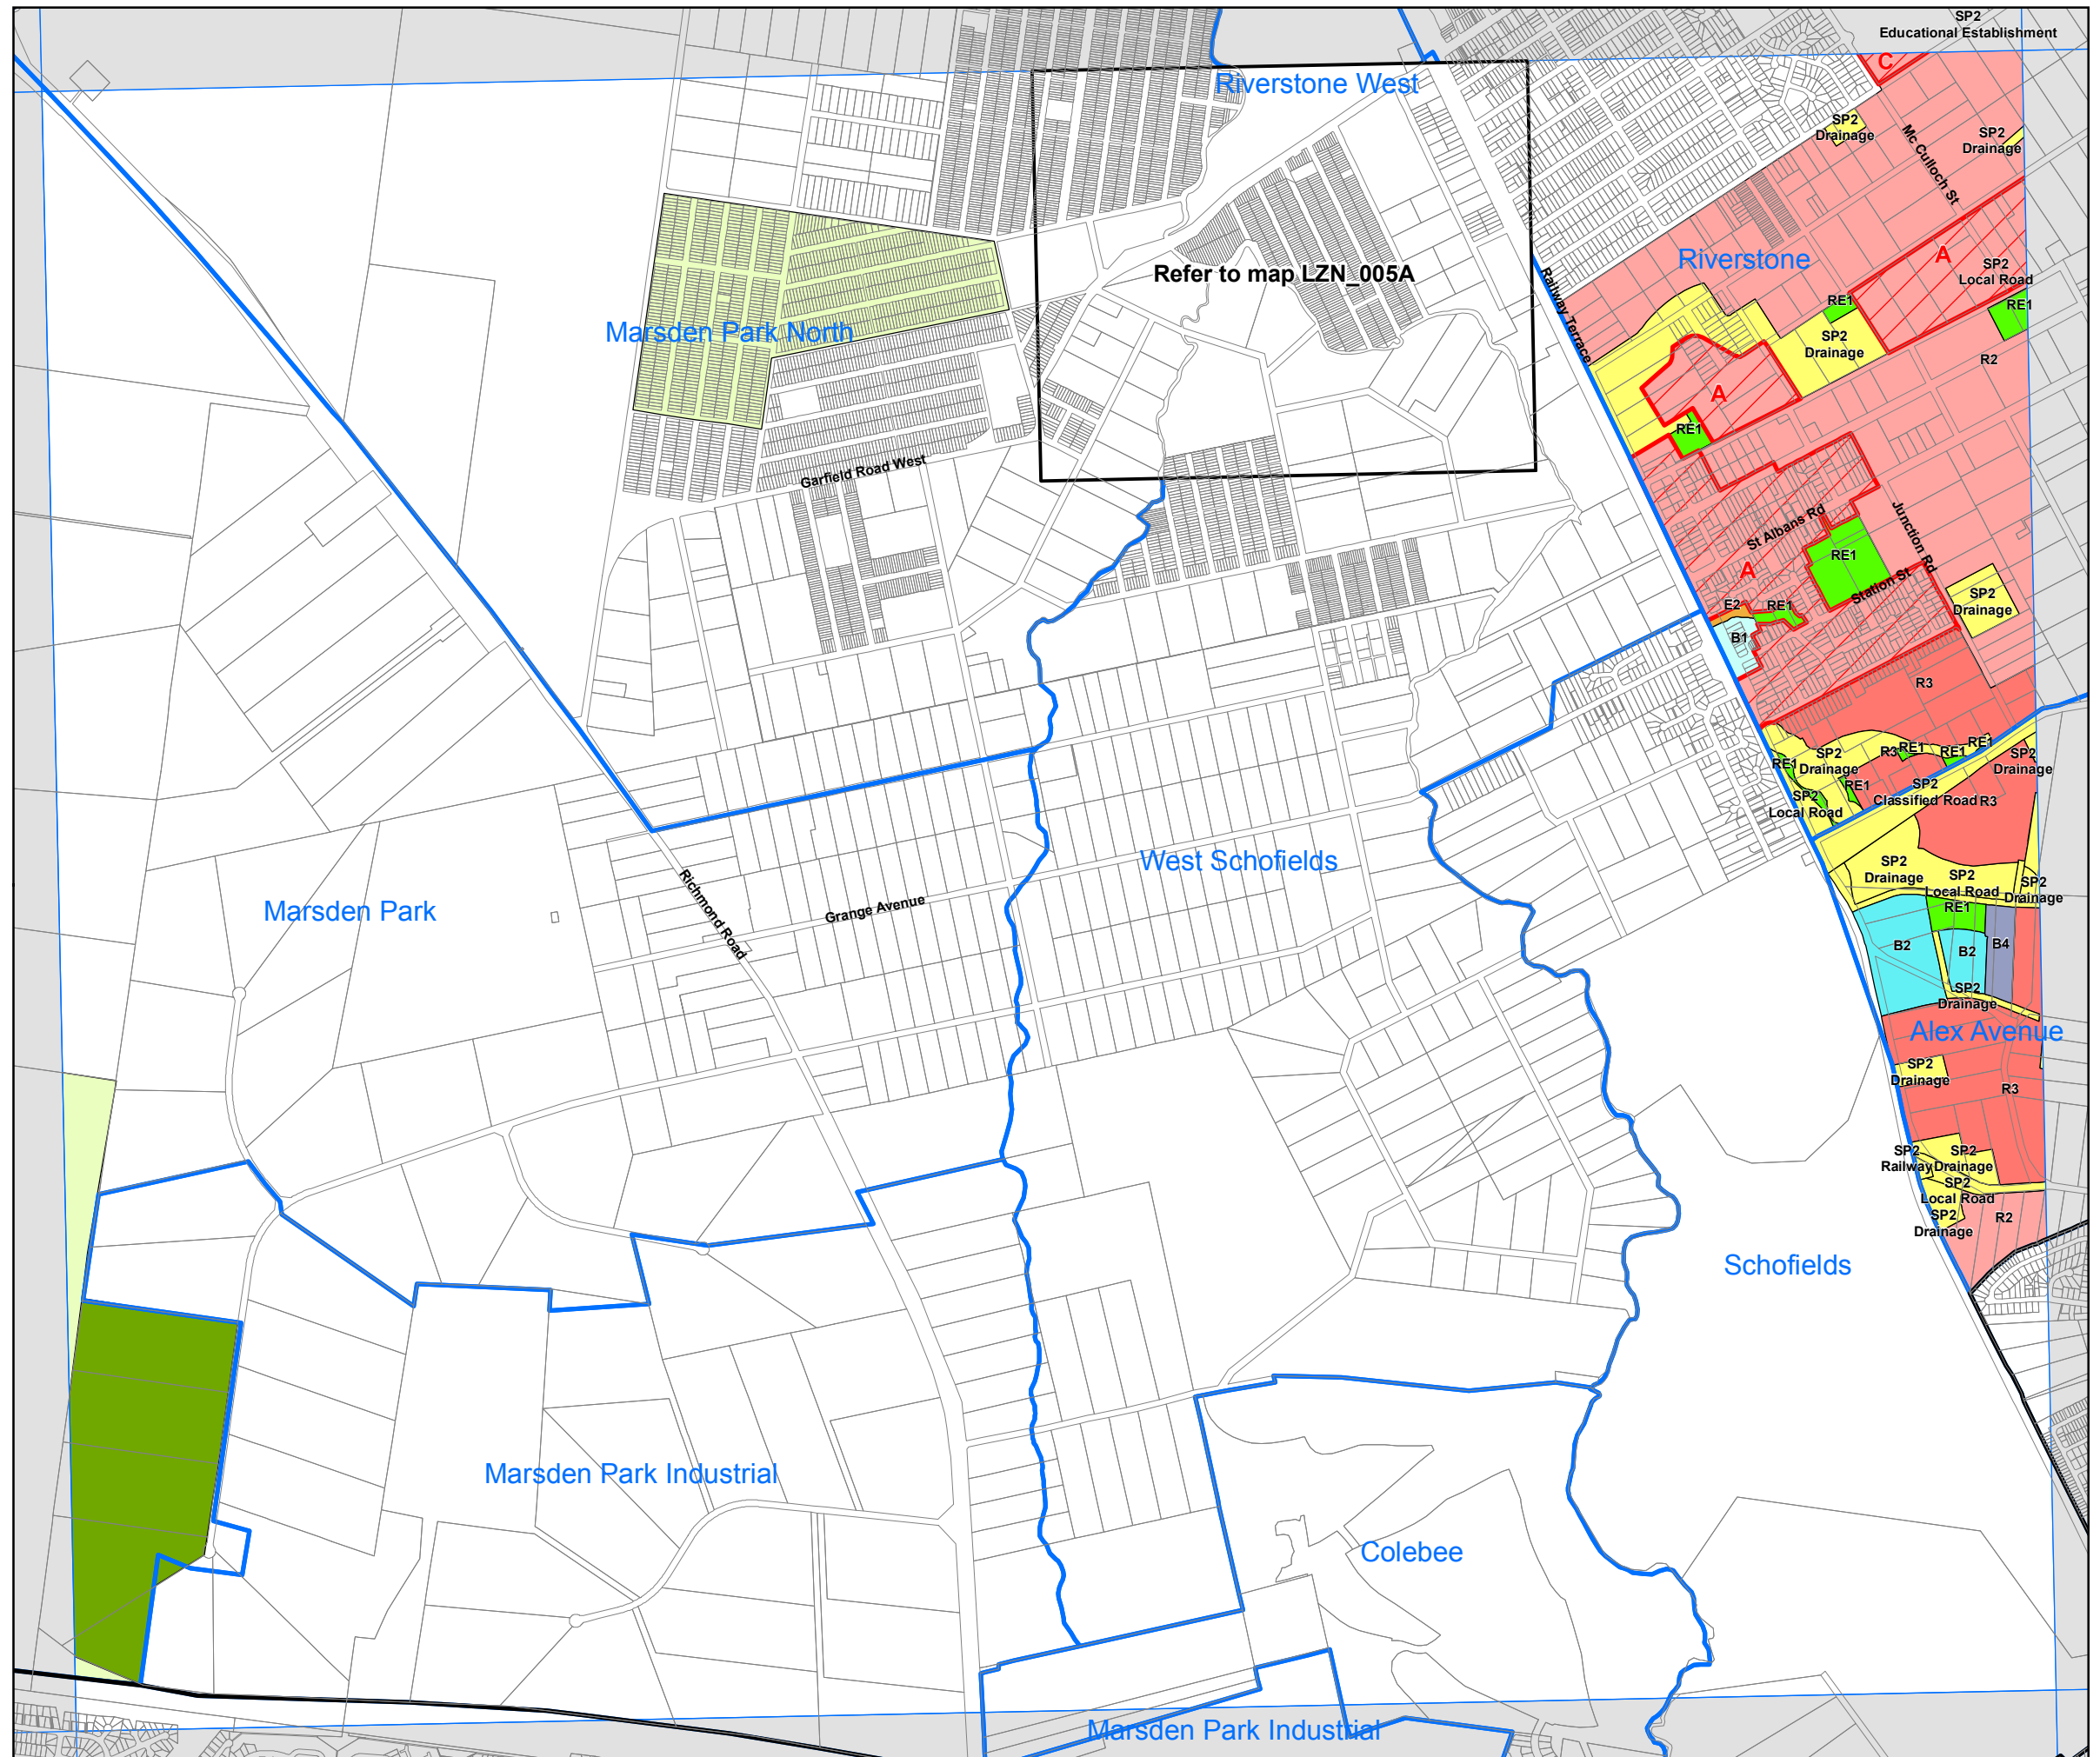 SP2
Educational Establishment
C
Riverstone West
SP2
Drainage
SP2
Drainage
Mc Culloch St
Riverstone
A
SP2
Local Road
Refer to map LZN_005A
RE1
RE1
Railway Terrace
Marsden Park North
SP2
Drainage
R2
A
RE1
Garfield Road West
St Albans Rd
Junction Rd
RE1
A
Station St
SP2
Drainage
E2
RE1
B1
R3
RE1
SP2
Drainage
R3
RE1
RE1
RE1
SP2
Drainage
RE1
SP2
Classified Road
R3
SP2
Local Road
West Schofields
SP2
Drainage
SP2
Local Road
SP2
Drainage
Richmond Road
Grange Avenue
Marsden Park
RE1
B2
B2
B4
SP2
Drainage
Alex Avenue
SP2
Drainage
R3
SP2
Railway
SP2
Drainage
SP2
Local Road
SP2
Drainage
R2
Schofields
Marsden Park Industrial
Colebee
Marsden Park Industrial